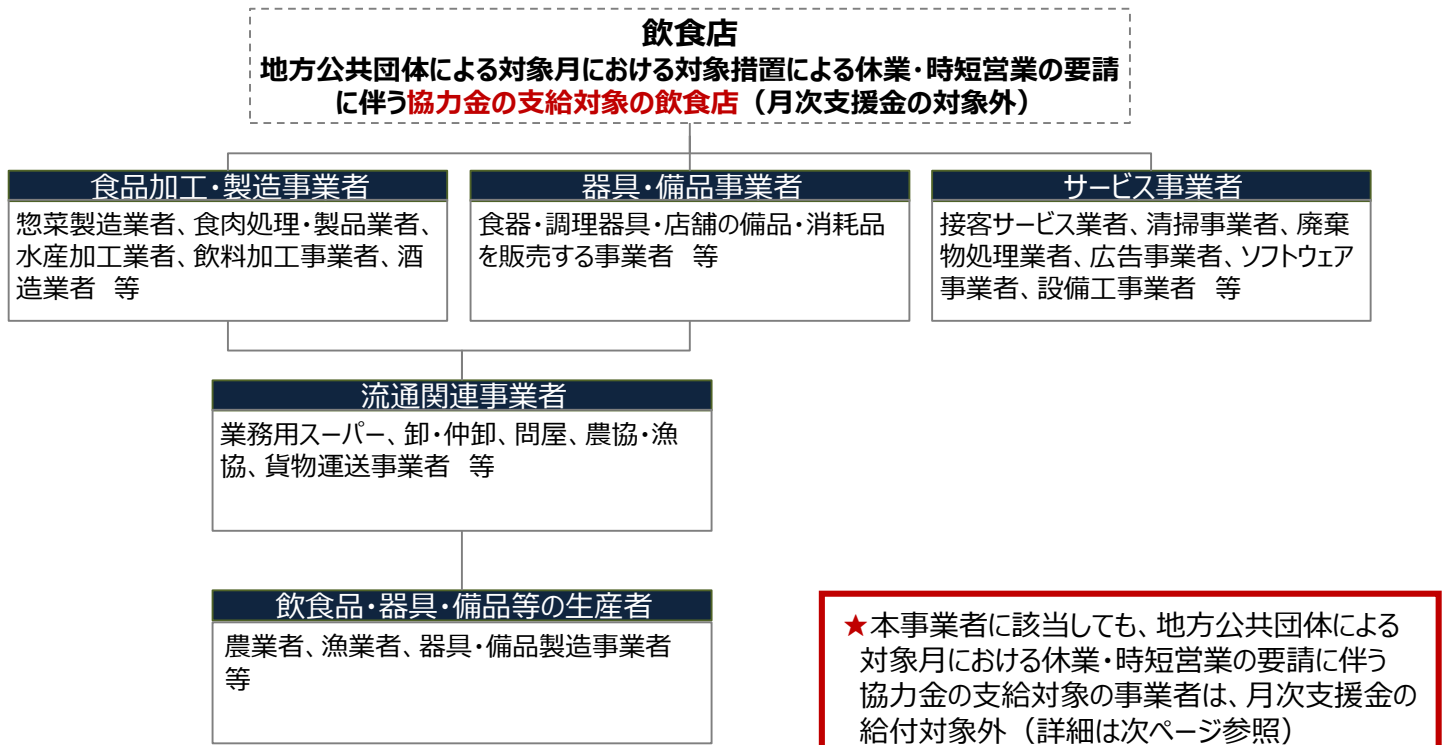 飲食店
地方公共団体による対象月における対象措置による休業・時短営業の要請
に伴う協力金の支給対象の飲食店（月次支援金の対象外）
食品加工・製造事業者
惣菜製造業者、食肉処理・製品業者、
水産加工業者、飲料加工事業者、酒
造業者　等
器具・備品事業者
食器・調理器具・店舗の備品・消耗品
を販売する事業者　等
サービス事業者
接客サービス業者、清掃事業者、廃棄
物処理業者、広告事業者、ソフトウェア
事業者、設備工事業者　等
流通関連事業者
業務用スーパー、卸・仲卸、問屋、農協・漁
協、貨物運送事業者　等
飲食品・器具・備品等の生産者
農業者、漁業者、器具・備品製造事業者
等
★本事業者に該当しても、地方公共団体による
対象月における休業・時短営業の要請に伴う
協力金の支給対象の事業者は、月次支援金の
給付対象外（詳細は次ページ参照）